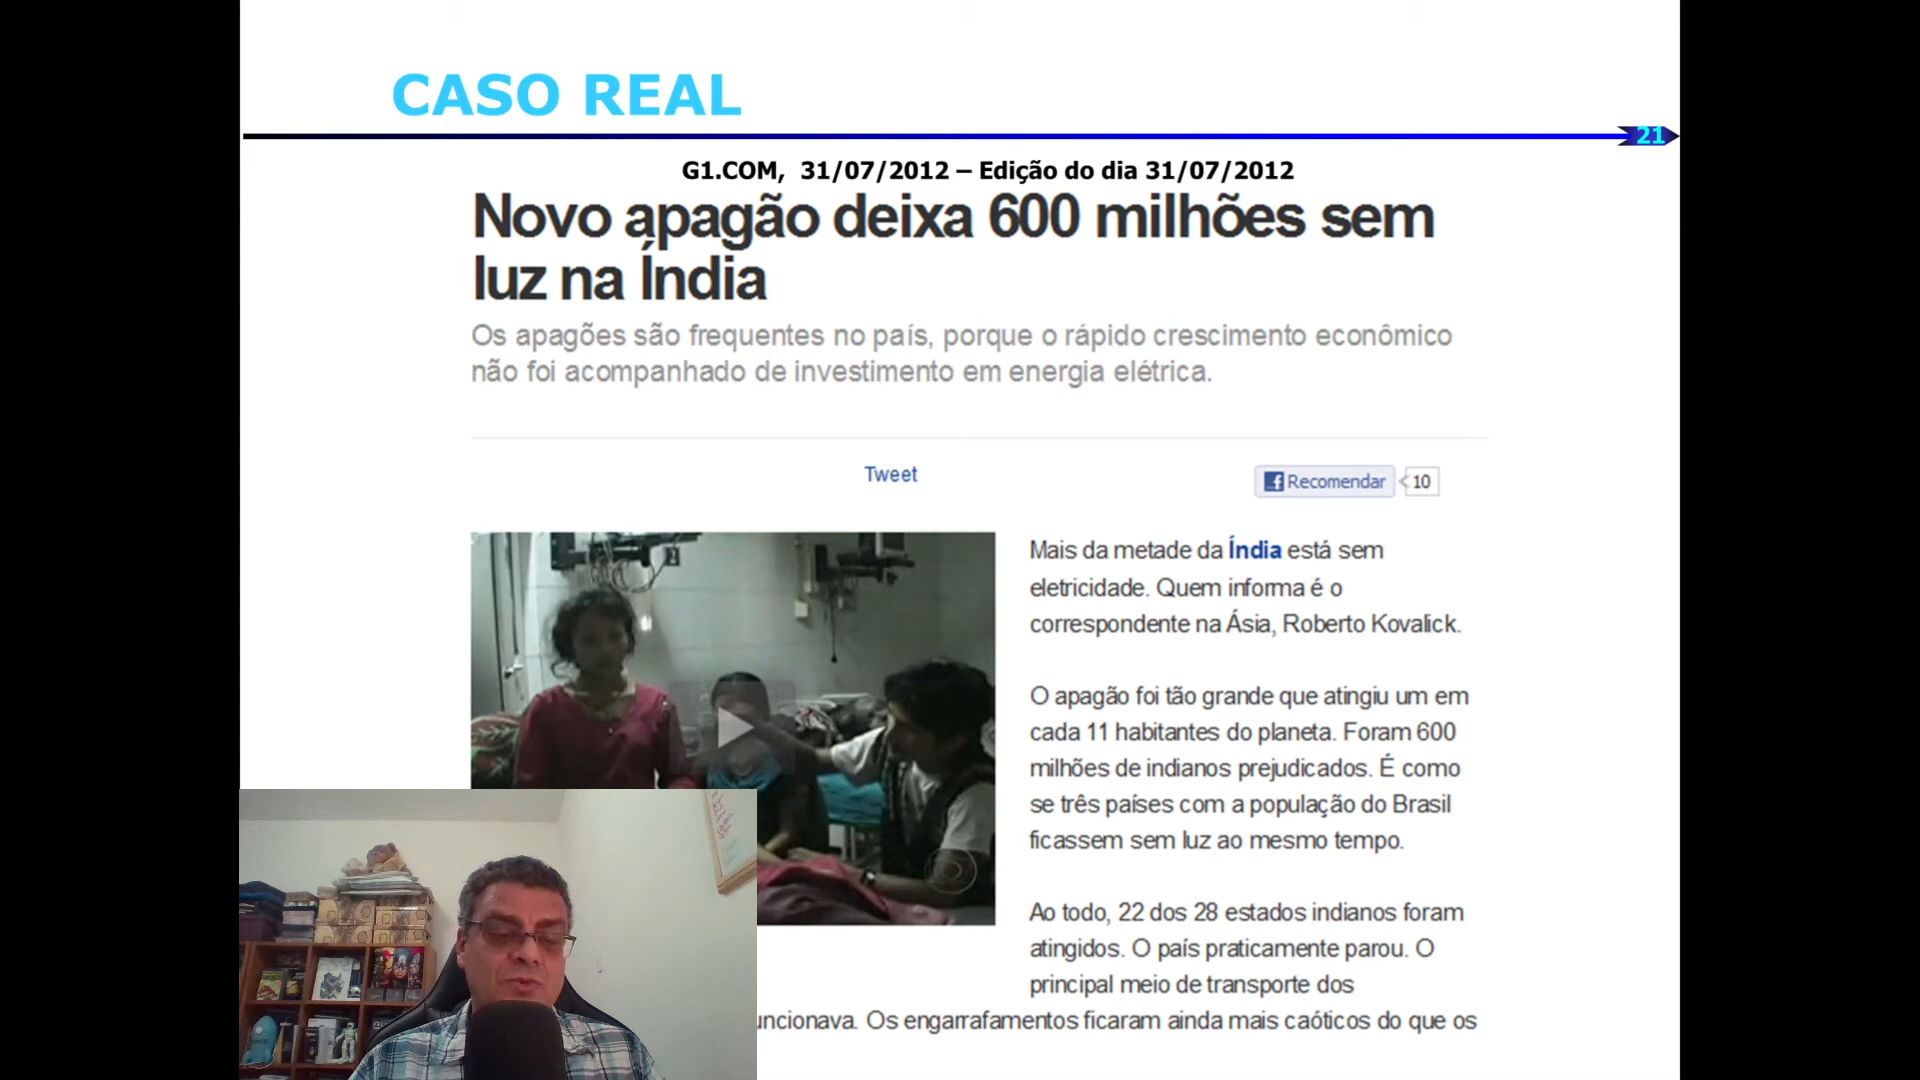 CASO REAL
21
G1.COM, 31/07/2012 – Edição do dia 31/07/2012
Novo apagão deixa 600 milhões sem
luz na Índia
Os apagões são frequentes no país, porque o rápido crescimento econômico
não foi acompanhado de investimento em energia elétrica.
Tweet
Recomendar
10
Mais da metade da Índia está sem
eletricidade. Quem informa é o
correspondente na Ásia, Roberto Kovalick.
O apagão foi tão grande que atingiu um em
cada 11 habitantes do planeta. Foram 600
milhões de indianos prejudicados. É como
se três países com a população do Brasil
ficassem sem luz ao mesmo tempo.
Ao todo, 22 dos 28 estados indianos foram
atingidos. O país praticamente parou. O
principal meio de transporte dos
uncionava. Os engarrafamentos ficaram ainda mais caóticos do que os